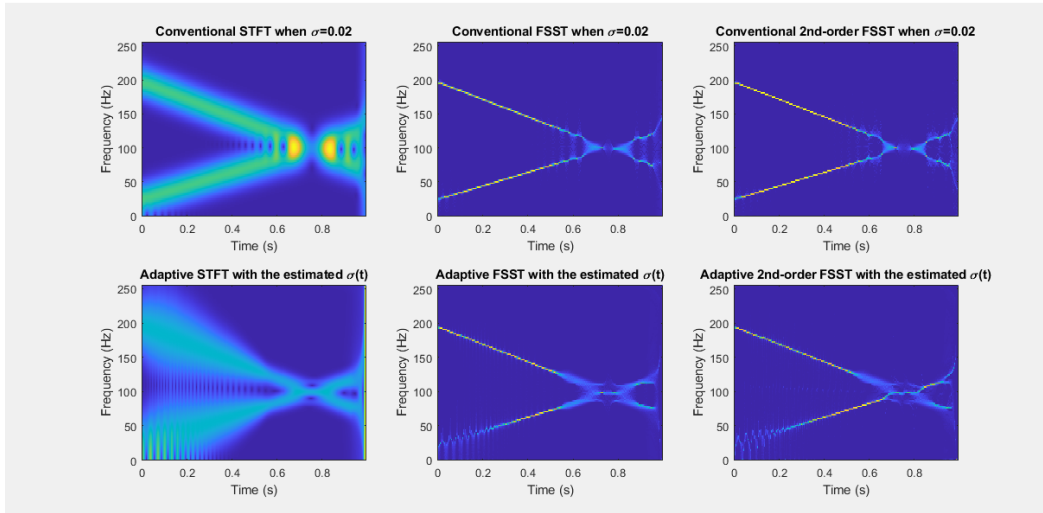 Conventional STFT when σ=0.02
Conventional FSST when σ=0.02
Conventional 2nd-order FSST when σ=0.02
Frequency (Hz)
250
200
150
100
50
0
0 0.2 0.4 0.6 0.8
Time (s)
Frequency (Hz)
250
200
150
100
50
0
0 0.2 0.4 0.6 0.8
Time (s)
Frequency (Hz)
250
200
150
100
50
0
0 0.2 0.4 0.6 0.8
Time (s)
Adaptive STFT with the estimated σ(t)
Adaptive FSST with the estimated σ(t)
Adaptive 2nd-order FSST with the estimated σ(t)
Frequency (Hz)
250
200
150
100
50
0
0 0.2 0.4 0.6 0.8
Time (s)
Frequency (Hz)
250
200
150
100
50
0
0 0.2 0.4 0.6 0.8
Time (s)
Frequency (Hz)
250
200
150
100
50
0
0 0.2 0.4 0.6 0.8
Time (s)